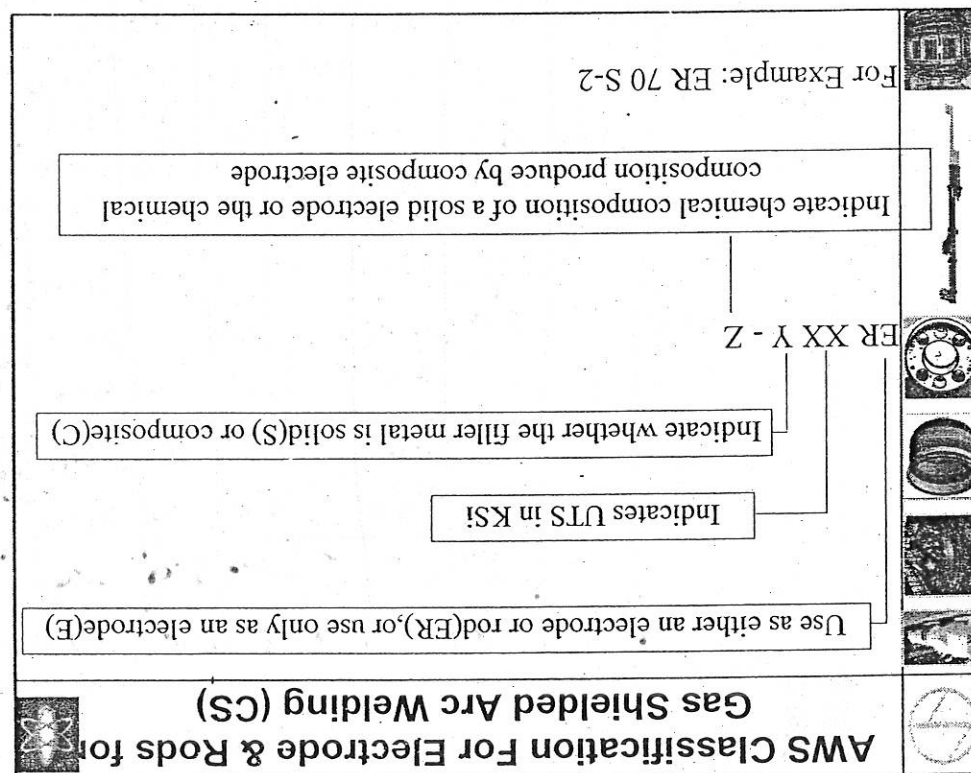 AWS Classification For Electrode & Rods for
Gas Shielded Arc Welding (CS)
Use as either an electrode or rod(ER),or use only as an electrode(E)
Indicates UTS in KSi
Indicate whether the filler metal is solid(S) or composite(C)
ER XX Y - Z
Indicate chemical composition of a solid electrode or the chemical
composition produce by composite electrode
For Example: ER 70 S-2